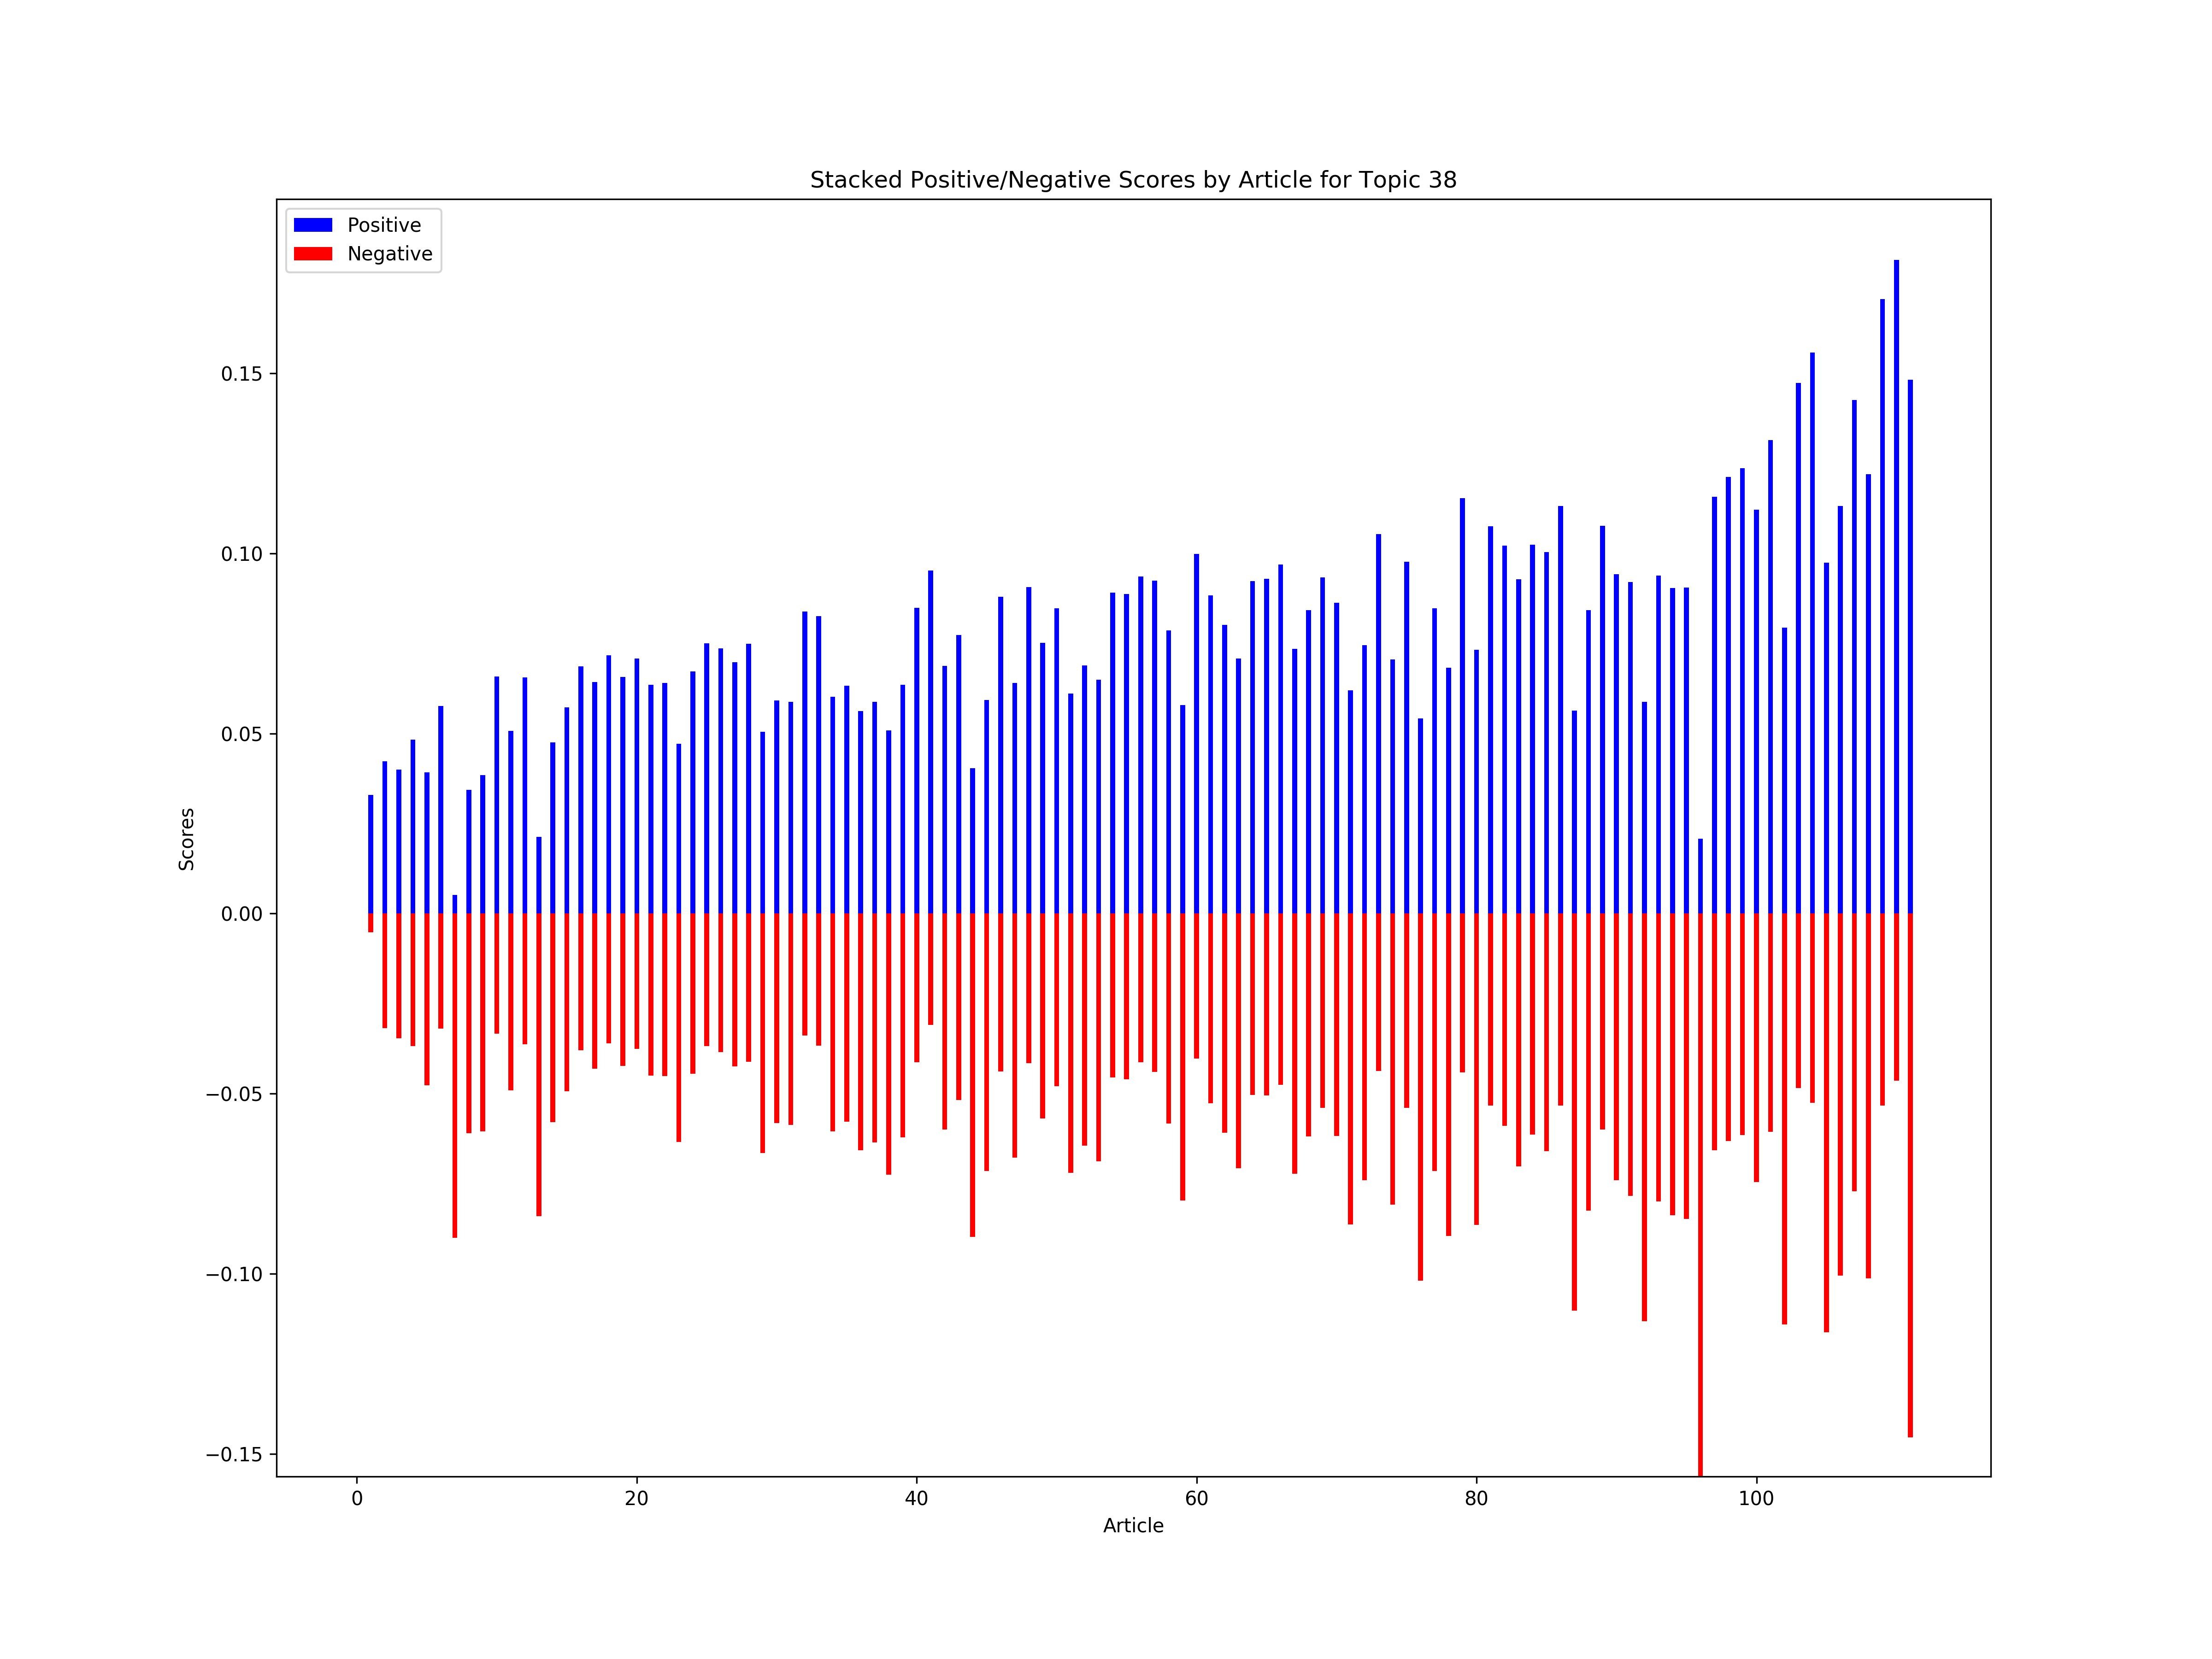 Stacked Positive/Negative Scores by Article for Topic 38
Positive
Negative
0.15
0.10
0.05
0.00
−0.05
−0.10
−0.15
Scores
0 20 40 60 80 100
Article